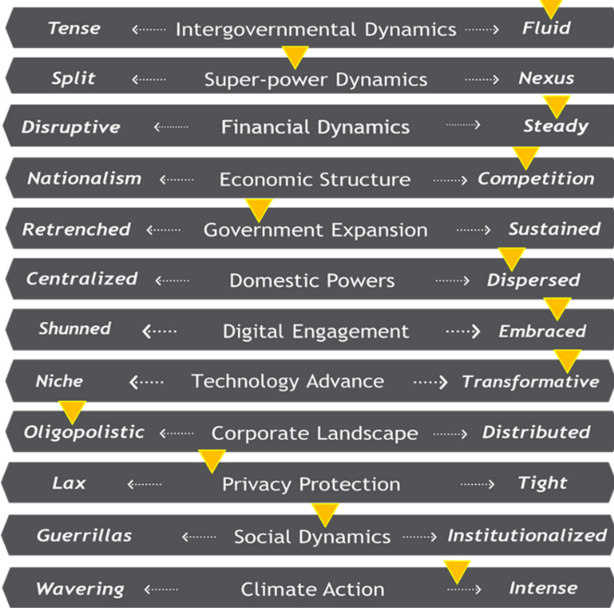 Tense Intergovernmental Dynamics Fluid
Split Super-power Dynamics Nexus
Disruptive Financial Dynamics Steady
Nationalism Economic Structure Competition
Retrenched Government Expansion Sustained
Centralized Domestic Powers Dispersed
Shunned Digital Engagement Embraced
Niche Technology Advance Transformative
Oligopolistic Corporate Landscape Distributed
Lax Privacy Protection Tight
Guerrillas Social Dynamics Institutionalized
Wavering Climate Action Intense